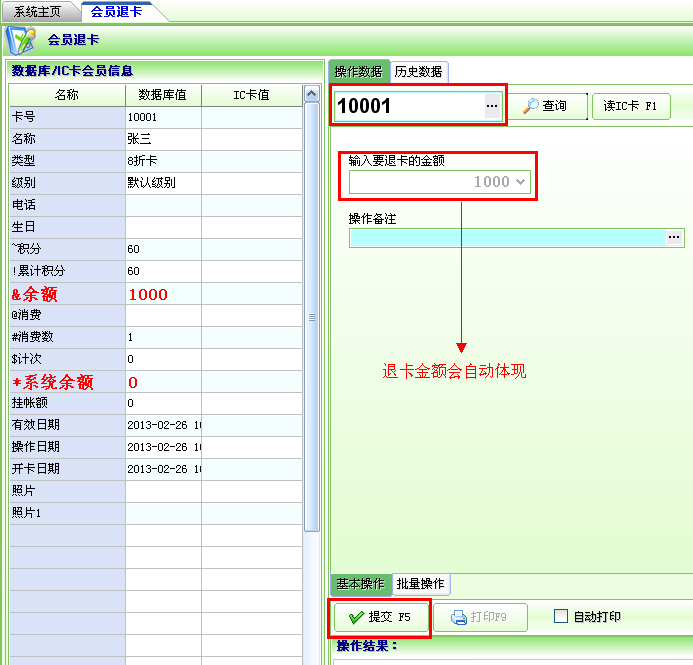 系统主页 会员退卡
会员退卡
数据库/IC卡会员信息
名称 数据库值 IC卡值
卡号 10001
名称 张三
类型 8折卡
级别 默认级别
电话
生日
^积分 60
!累计积分 60
&余额 1000
@消费
#消费数 1
$计次 0
*系统余额 0
挂帐额 0
有效日期 2013-02-26 10
操作日期 2013-02-26 10
开卡日期 2013-02-26 10
照片
照片1
操作数据 历史数据
10001 ... 查询 读IC卡 F1
输入要退卡的金额
1000
操作备注
...
退卡金额会自动体现
基本操作 批量操作
提交 F5 打印F9 自动打印
操作结果：